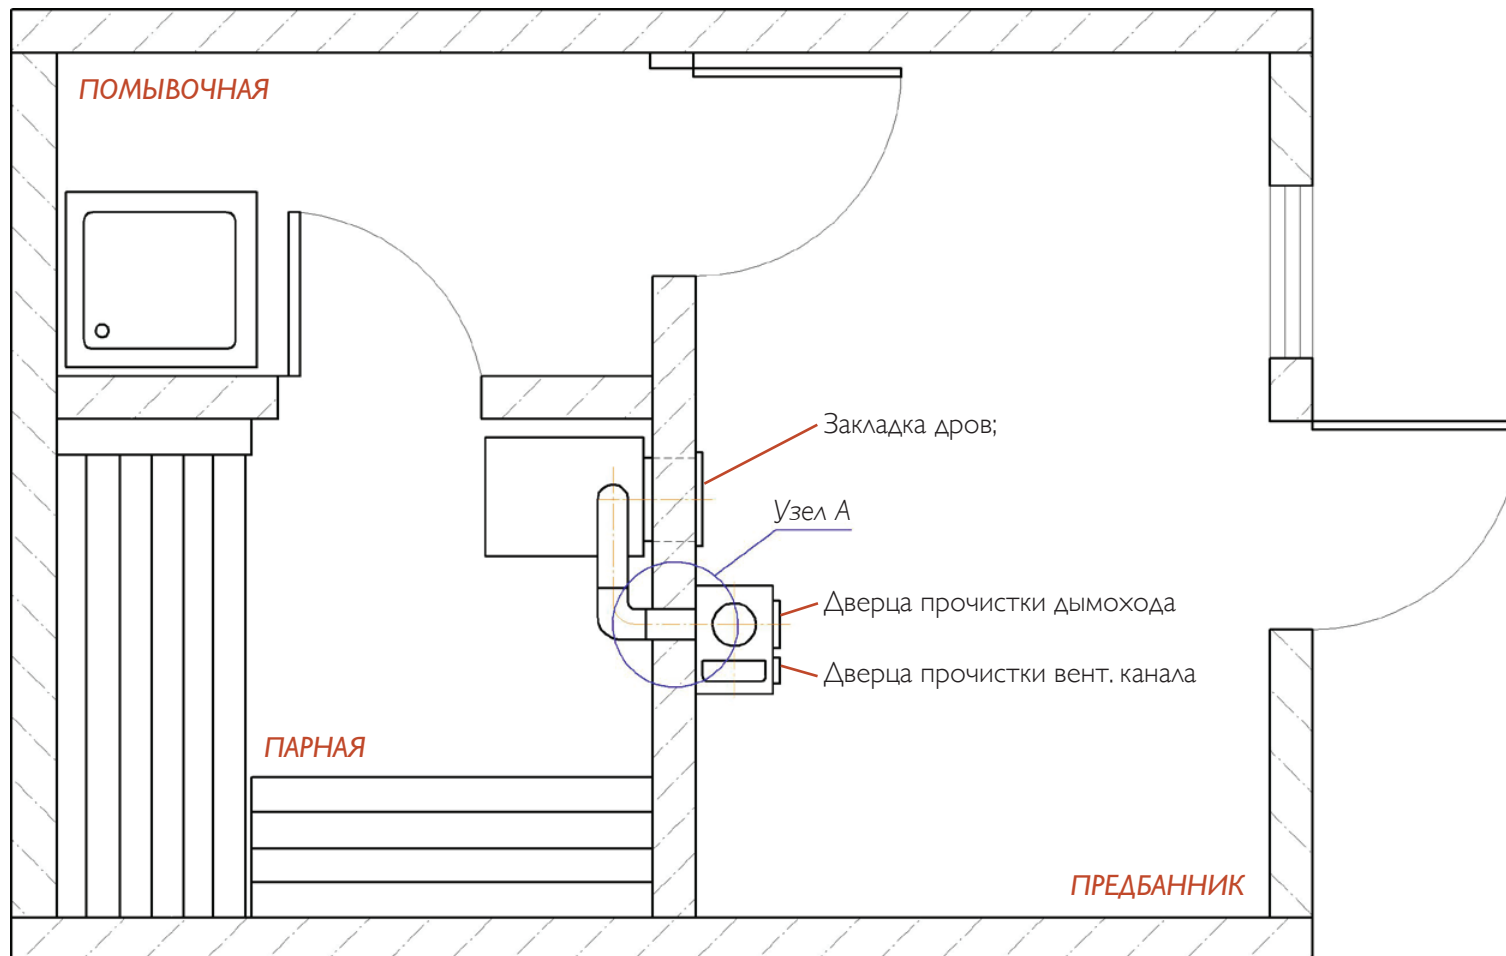 ПОМЫВОЧНАЯ
Закладка дров;
Узел А
Дверца прочистки дымохода
Дверца прочистки вент. канала
ПАРНАЯ
ПРЕДБАННИК